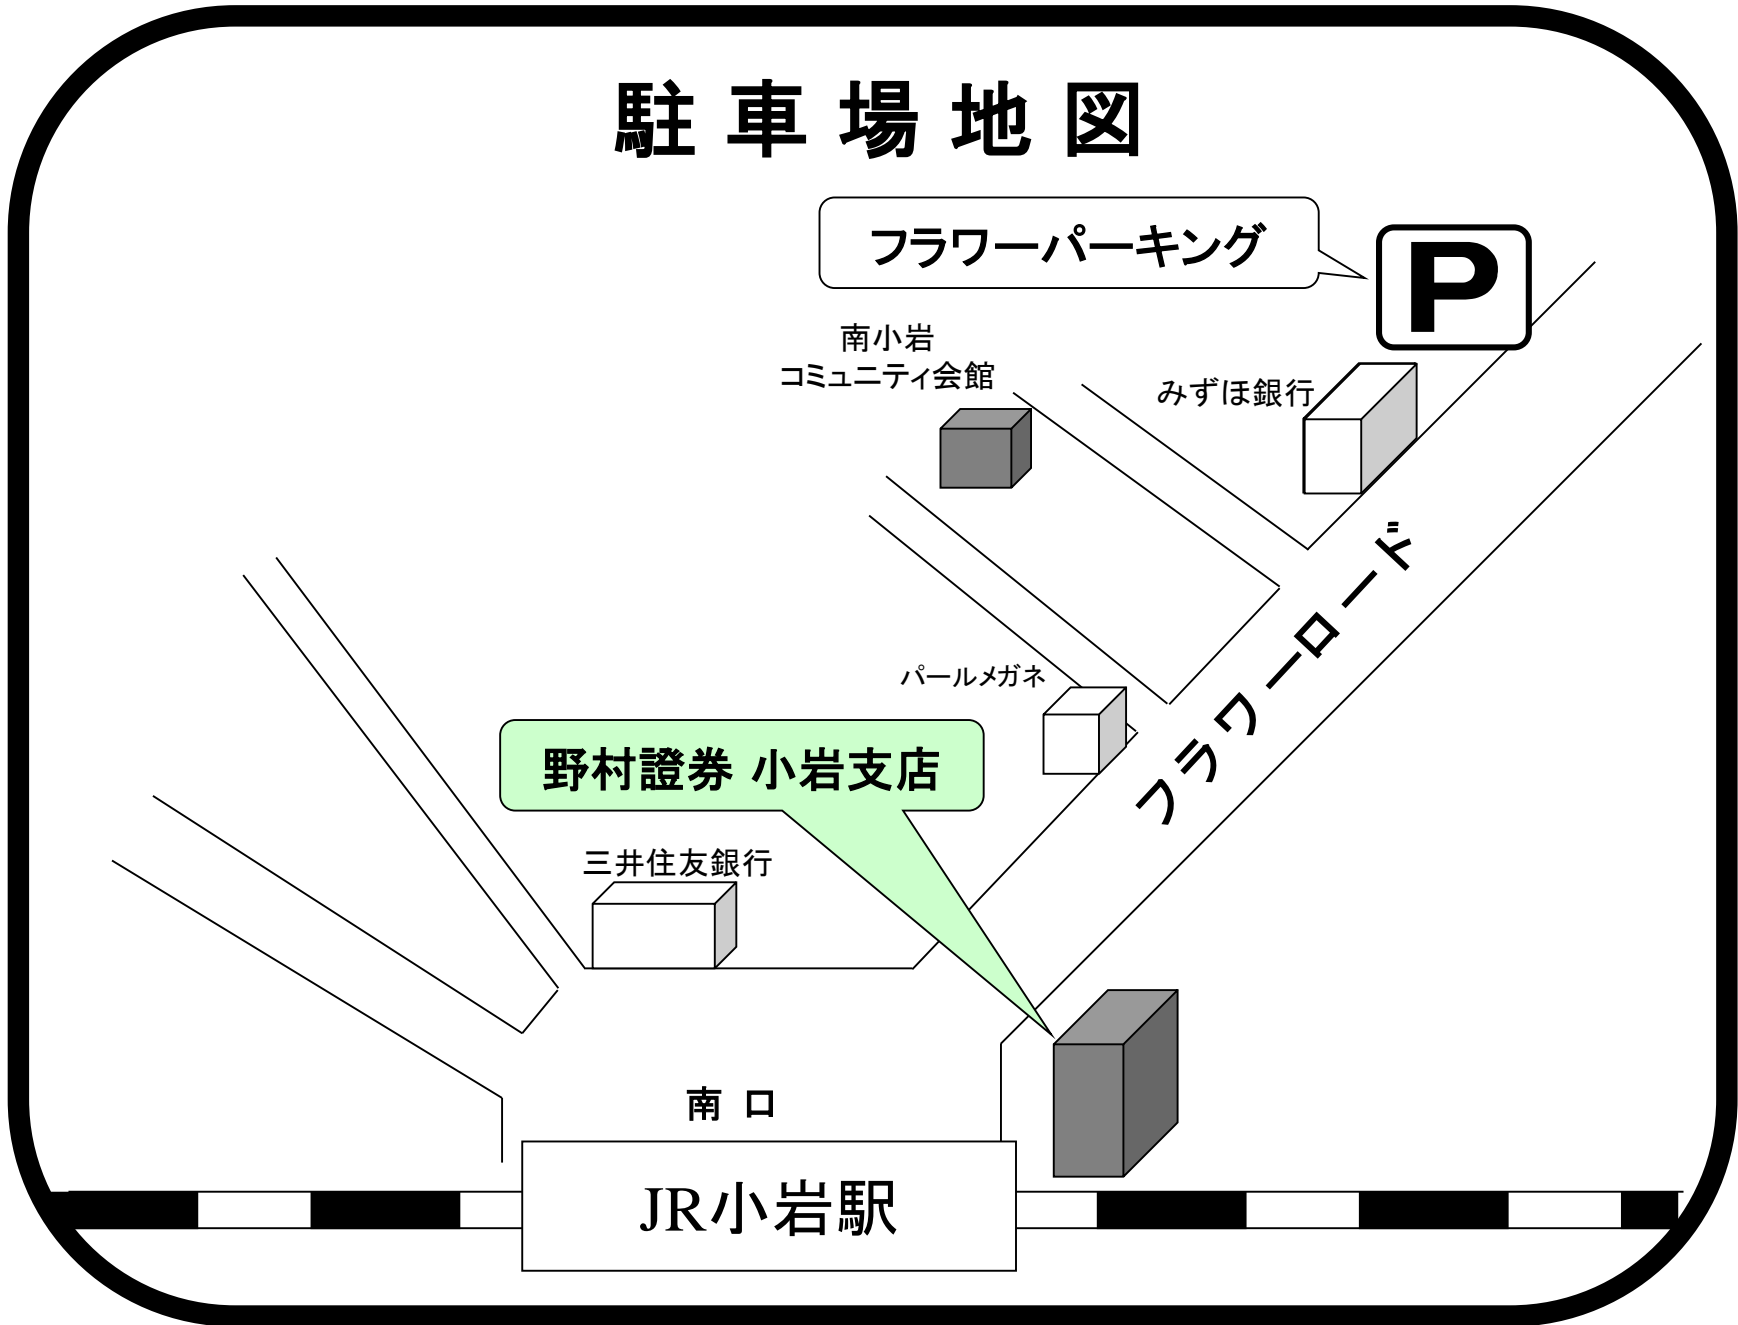 駐車場地図
フラワーパーキング
P
南小岩
コミュニティ会館
みずほ銀行
フラワーロード
パールメガネ
野村證券 小岩支店
三井住友銀行
南 口
JR小岩駅